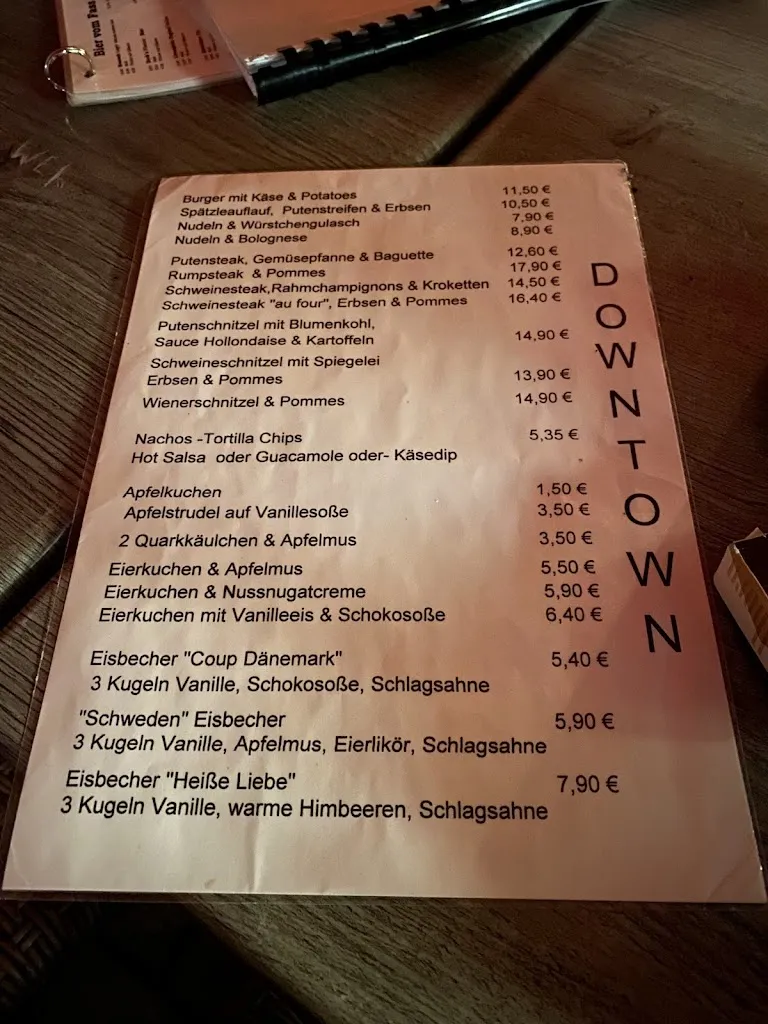 Bier vom Fass
Burger mit Käse & Potatoes 11,50 €
Spätzleauflauf, Putenstreifen & Erbsen 10,50 €
Nudeln & Würstchengulasch 7,90 €
Nudeln & Bolognese 8,90 €
Putensteak, Gemüsepfanne & Baguette 12,60 €
Rumpsteak & Pommes 17,90 €
Schweinesteak,Rahmchampignons & Kroketten 14,50 €
Schweinesteak "au four", Erbsen & Pommes 16,40 €
Putenschnitzel mit Blumenkohl,
Sauce Hollondaise & Kartoffeln 14,90 €
Schweineschnitzel mit Spiegelei
Erbsen & Pommes 13,90 €
Wienerschnitzel & Pommes 14,90 €
Nachos -Tortilla Chips 5,35 €
Hot Salsa oder Guacamole oder- Käsedip
Apfelkuchen 1,50 €
Apfelstrudel auf Vanillesoße 3,50 €
2 Quarkkäulchen & Apfelmus 3,50 €
Eierkuchen & Apfelmus 5,50 €
Eierkuchen & Nussnugatcreme 5,90 €
Eierkuchen mit Vanilleeis & Schokosoße 6,40 €
Eisbecher "Coup Dänemark" 5,40 €
3 Kugeln Vanille, Schokosoße, Schlagsahne
"Schweden" Eisbecher 5,90 €
3 Kugeln Vanille, Apfelmus, Eierlikör, Schlagsahne
Eisbecher "Heiße Liebe" 7,90 €
3 Kugeln Vanille, warme Himbeeren, Schlagsahne
DOWNTOWN